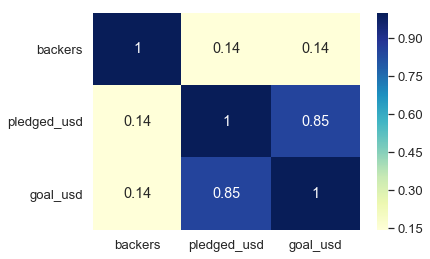 backers 1 0.14 0.14
pledged_usd 0.14 1 0.85
goal_usd 0.14 0.85 1
backers pledged_usd goal_usd
0.90
0.75
0.60
0.45
0.30
0.15